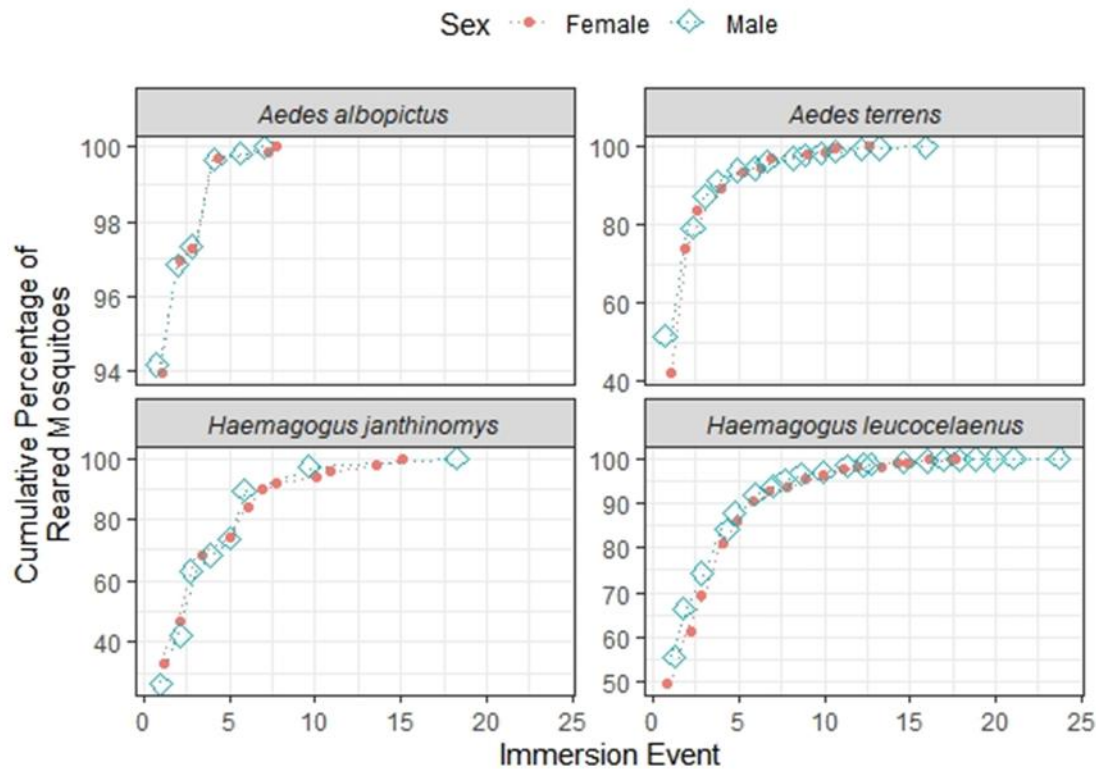 Sex Female Male
Aedes albopictus Aedes terrens
100 98 96 94
100 80 60 40
Haemagogus janthinomys Haemagogus leucocelaenus
100 80 60 40
100 90 80 70 60 50
0 5 10 15 20 25 0 5 10 15 20 25
Cumulative Percentage of
Reared Mosquitoes
Immersion Event